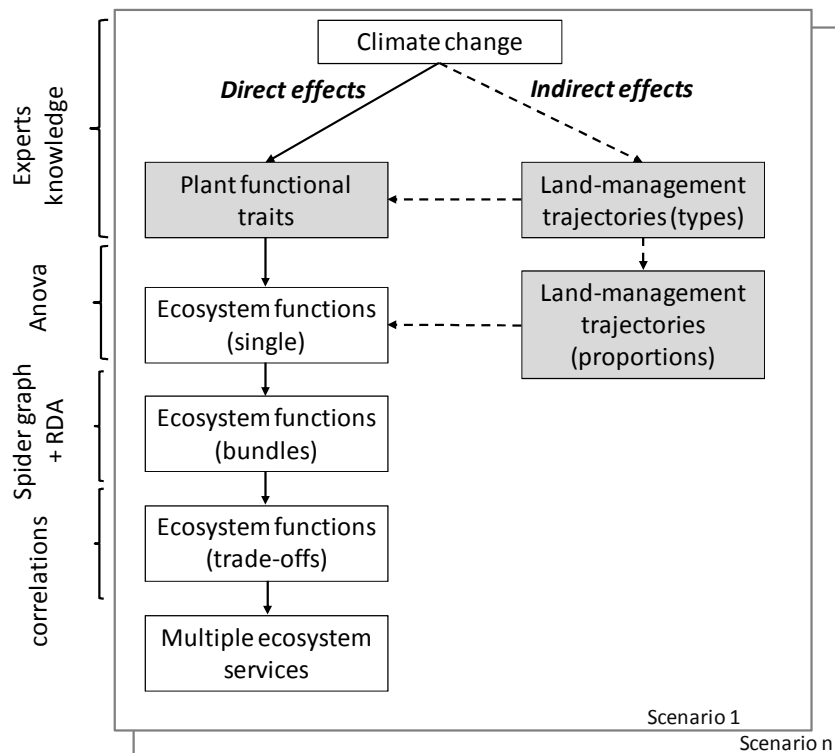 Climate change
Direct effects
Indirect effects
Experts
knowledge
Plant functional
traits
Land-management
trajectories (types)
Anova
Ecosystem functions
(single)
Land-management
trajectories
(proportions)
Spider graph
+ RDA
Ecosystem functions
(bundles)
correlations
Ecosystem functions
(trade-offs)
Multiple ecosystem
services
Scenario 1
Scenario n